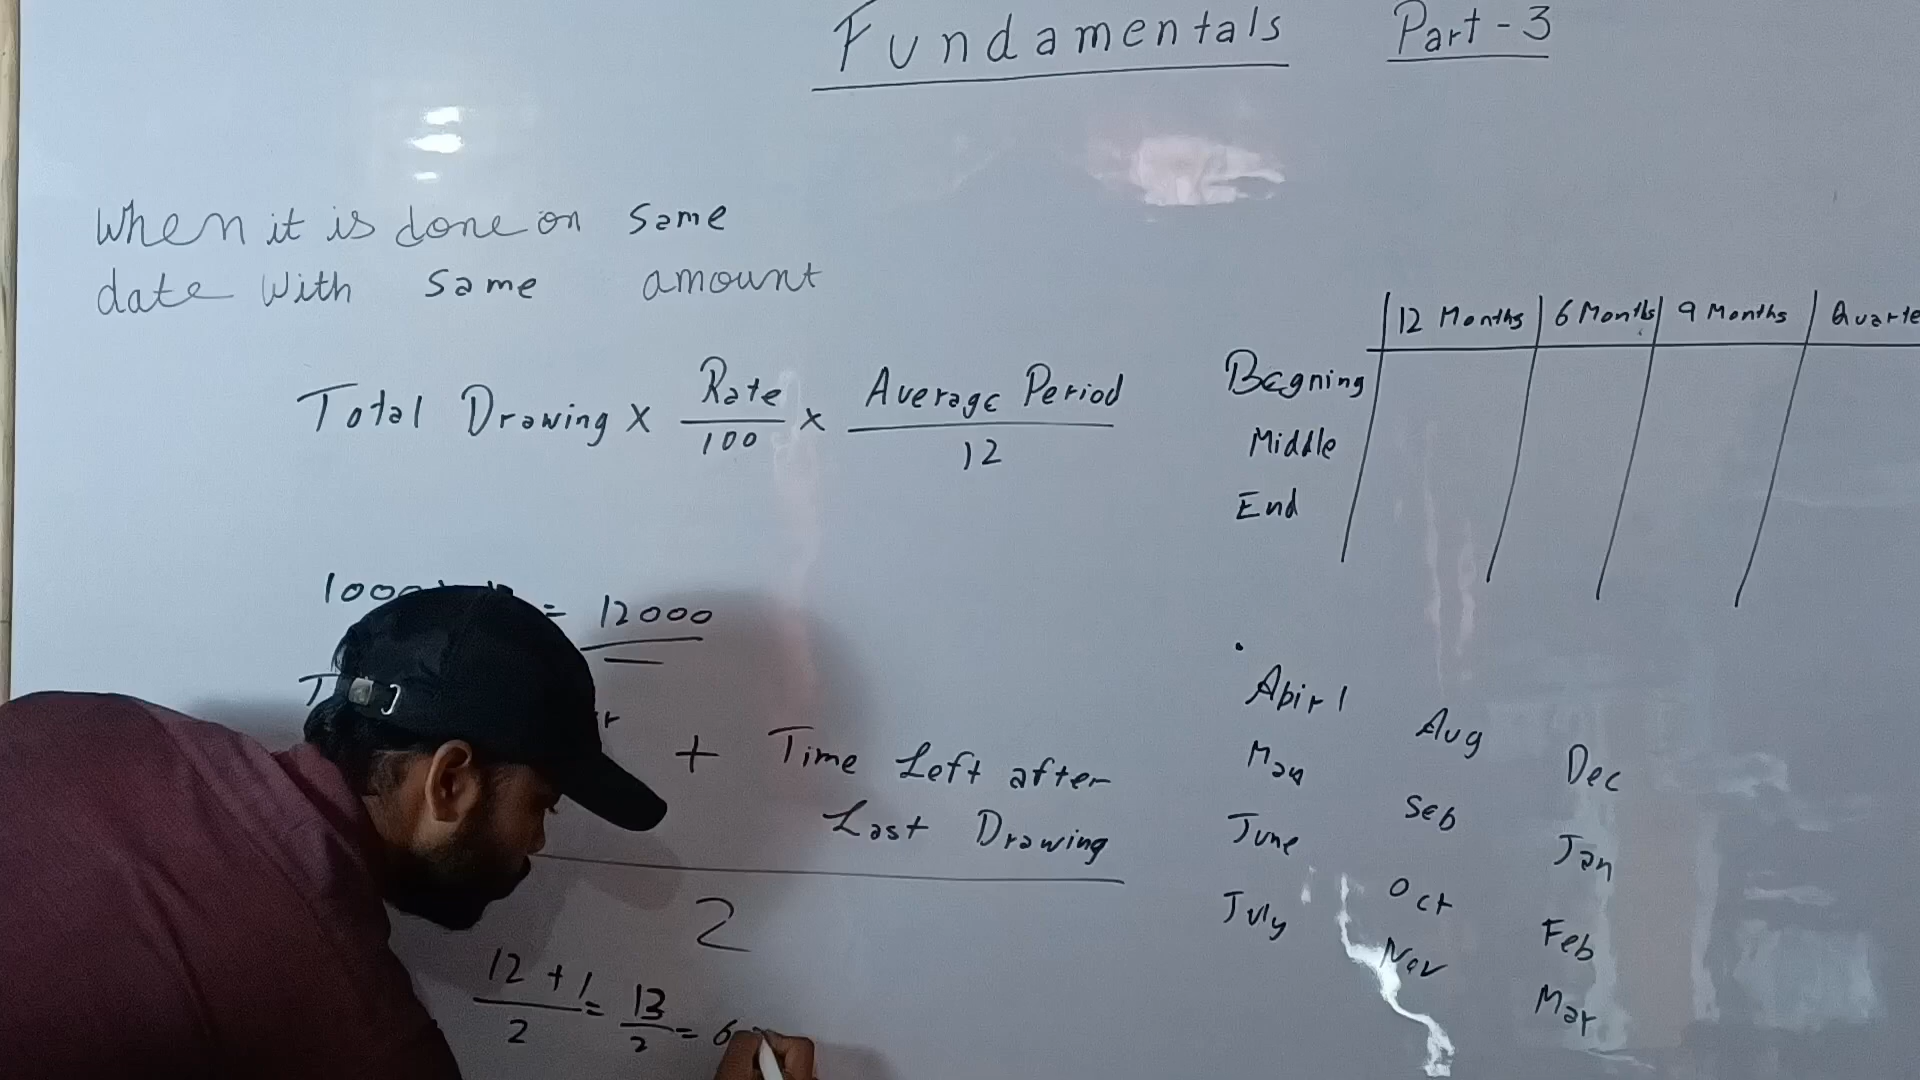 Fundamentals Part-3
When it is done on same
date with same amount
Total Drawing x Rate/100 x Average Period/12
1000 = 12000
+ Time Left after
Last Drawing
2
12 + 1/2 = 13/2 = 6
12 Months 6 Months 9 Months Quarte
Begning
Middle
End
Abirl
May
June
July
Aug
Seb
Oct
Nov
Dec
Jan
Feb
Mar